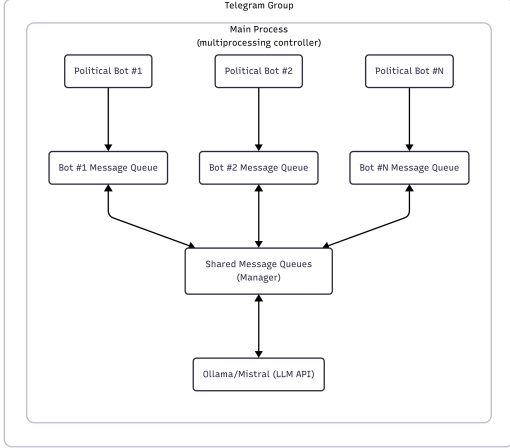 Telegram Group
Main Process
(multiprocessing controller)
Political Bot #1
Political Bot #2
Political Bot #N
Bot #1 Message Queue
Bot #2 Message Queue
Bot #N Message Queue
Shared Message Queues
(Manager)
Ollama/Mistral (LLM API)